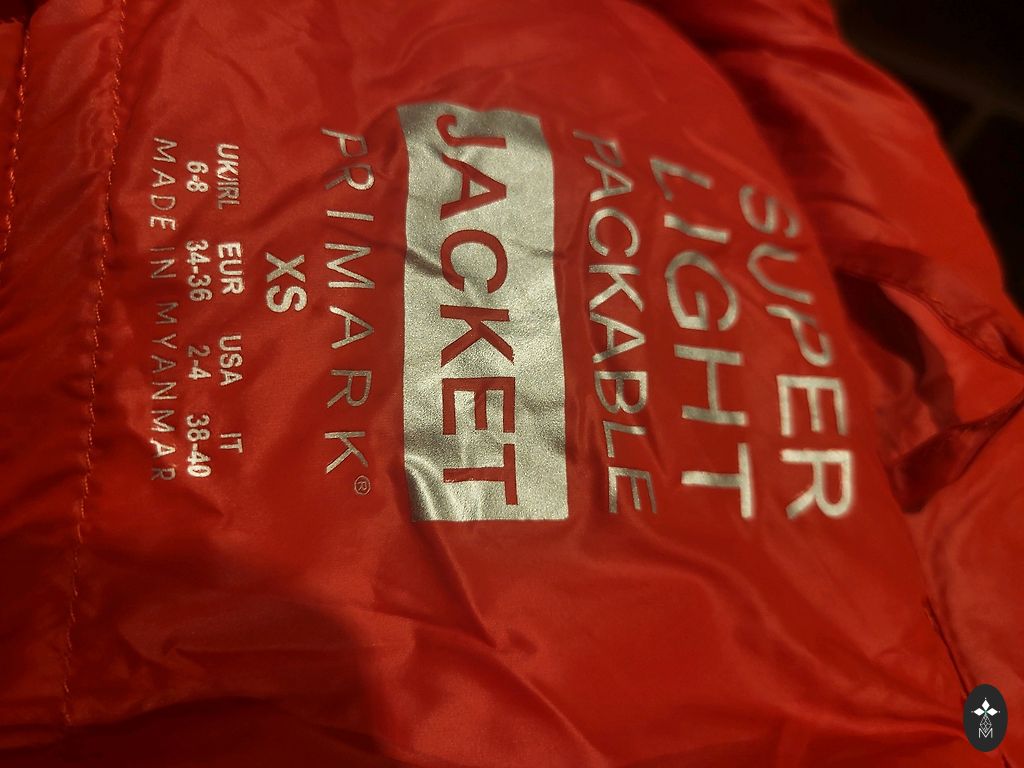 SUPER
LIGHT
PACKABLE
JACKET
PRIMARK®
XS
UK/IRL EUR USA IT
6-8 34-36 2-4 38-40
MADE IN MYANMAR
M